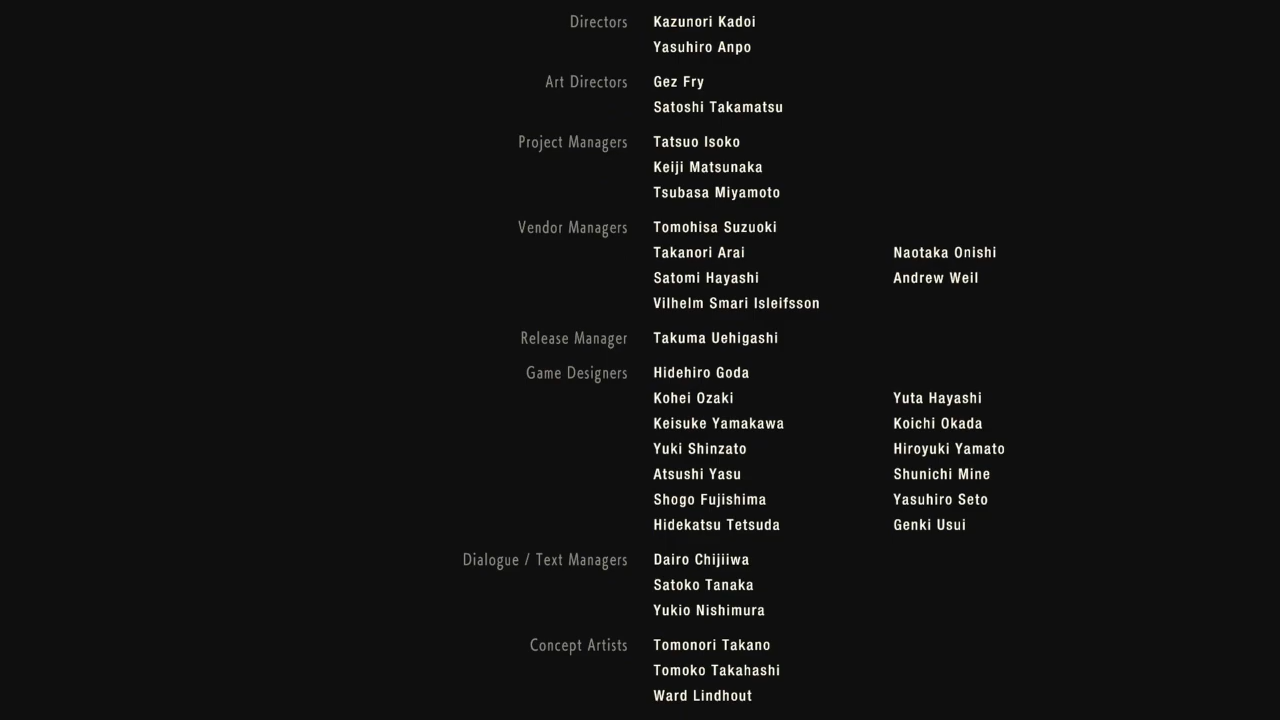 Directors Kazunori Kadoi
Yasuhiro Anpo
Art Directors Gez Fry
Satoshi Takamatsu
Project Managers Tatsuo Isoko
Keiji Matsunaka
Tsubasa Miyamoto
Vendor Managers Tomohisa Suzuoki
Takanori Arai Naotaka Onishi
Satomi Hayashi Andrew Weil
Vilhelm Smari Isleifsson
Release Manager Takuma Uehigashi
Game Designers Hidehiro Goda
Kohei Ozaki Yuta Hayashi
Keisuke Yamakawa Koichi Okada
Yuki Shinzato Hiroyuki Yamato
Atsushi Yasu Shunichi Mine
Shogo Fujishima Yasuhiro Seto
Hidekatsu Tetsuda Genki Usui
Dialogue / Text Managers Dairo Chijiiwa
Satoko Tanaka
Yukio Nishimura
Concept Artists Tomonori Takano
Tomoko Takahashi
Ward Lindhout